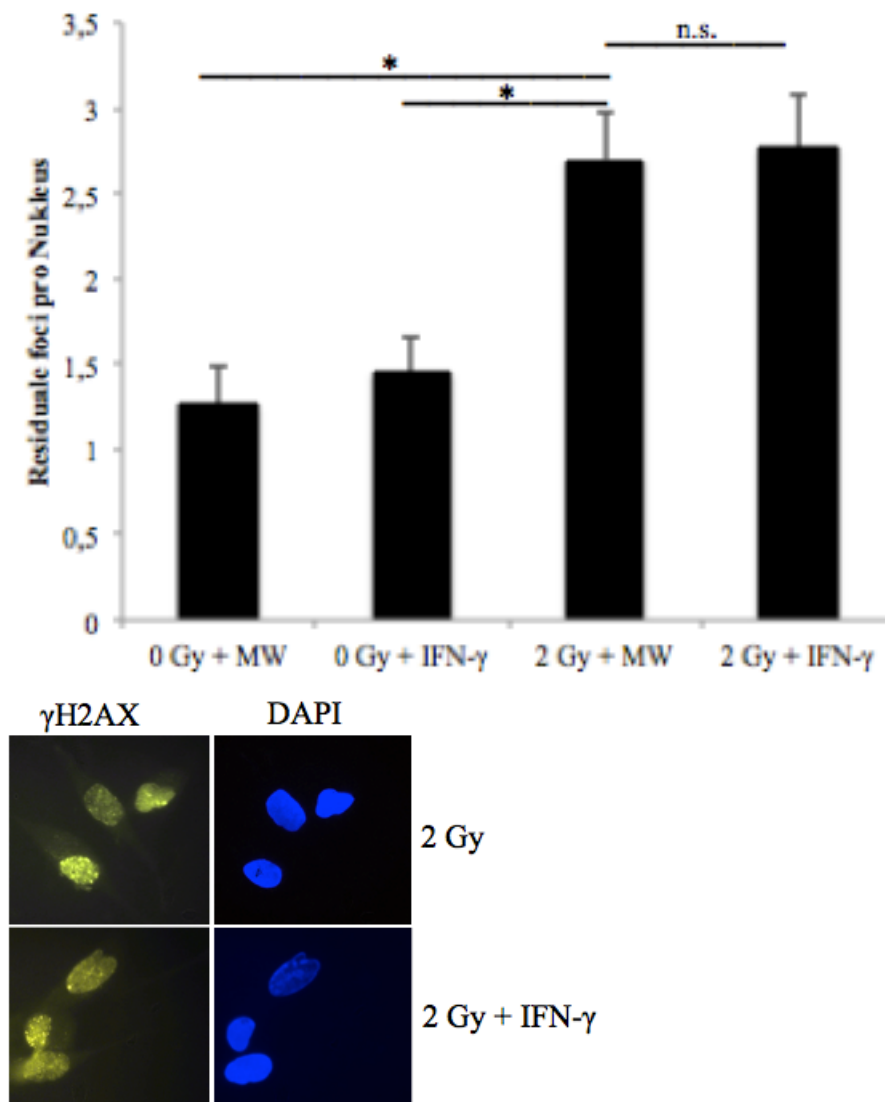 3,5
n.s.
*
3
*
2,5
2
1,5
1
0,5
0
Residuale foci pro Nukleus
0 Gy + MW 0 Gy + IFN-γ 2 Gy + MW 2 Gy + IFN-γ
γH2AX DAPI
2 Gy
2 Gy + IFN-γ